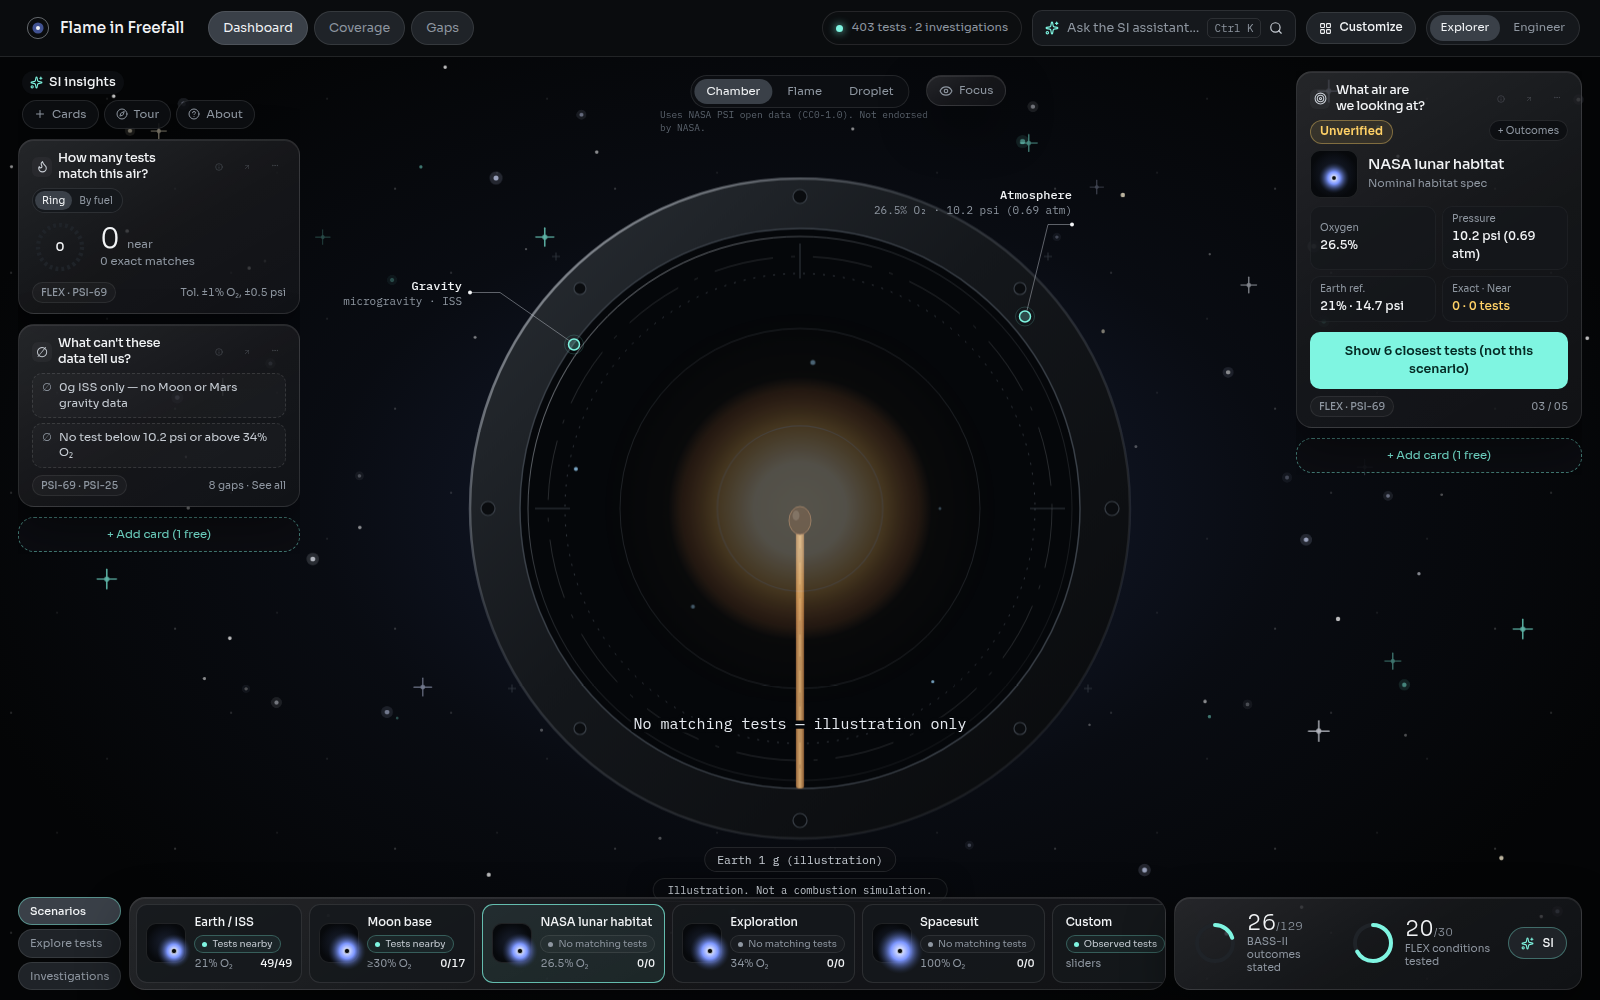 Flame in Freefall
Dashboard
Coverage
Gaps
403 tests · 2 investigations
Ask the SI assistant...
Ctrl K
Customize
Explorer
Engineer
SI insights
Cards
Tour
About
How many tests
match this air?
Ring
By fuel
0
0 near
0 exact matches
FLEX · PSI-69
Tol. ±1% O₂, ±0.5 psi
What can't these
data tell us?
∅ 0g ISS only — no Moon or Mars
gravity data
∅ No test below 10.2 psi or above 34%
O₂
PSI-69 · PSI-25
8 gaps · See all
+ Add card (1 free)
Chamber
Flame
Droplet
Focus
Uses NASA PSI open data (CC0-1.0). Not endorsed
by NASA.
Atmosphere
26.5% O₂ · 10.2 psi (0.69 atm)
Gravity
microgravity · ISS
No matching tests — illustration only
Earth 1 g (illustration)
Illustration. Not a combustion simulation.
What air are
we looking at?
Unverified
+ Outcomes
NASA lunar habitat
Nominal habitat spec
Oxygen
26.5%
Pressure
10.2 psi (0.69
atm)
Earth ref.
21% · 14.7 psi
Exact · Near
0 · 0 tests
Show 6 closest tests (not this
scenario)
FLEX · PSI-69
03 / 05
+ Add card (1 free)
Scenarios
Explore tests
Investigations
Earth / ISS
Tests nearby
21% O₂
49/49
Moon base
Tests nearby
≥30% O₂
0/17
NASA lunar habitat
No matching tests
26.5% O₂
0/0
Exploration
No matching tests
34% O₂
0/0
Spacesuit
No matching tests
100% O₂
0/0
Custom
Observed tests
sliders
26/129
BASS-II
outcomes
stated
20/30
FLEX conditions
tested
SI